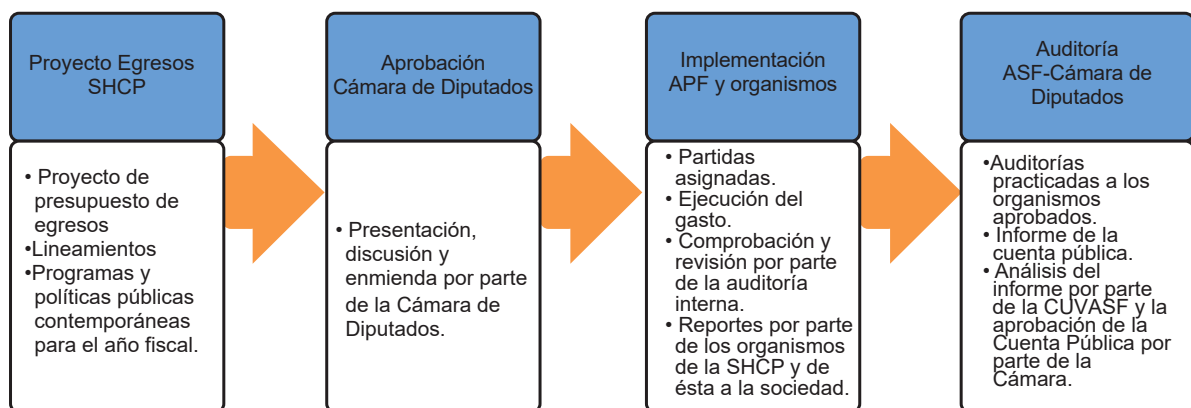 Proyecto Egresos
SHCP
• Proyecto de
presupuesto de
egresos
•Lineamientos
•Programas y
políticas públicas
contemporáneas
para el año fiscal.
Aprobación
Cámara de Diputados
• Presentación,
discusión y
enmienda por parte
de la Cámara de
Diputados.
Implementación
APF y organismos
• Partidas
asignadas.
• Ejecución del
gasto.
• Comprobación y
revisión por parte
de la auditoría
interna.
• Reportes por parte
de los organismos
de la SHCP y de
ésta a la sociedad.
Auditoría
ASF-Cámara de
Diputados
•Auditorías
practicadas a los
organismos
aprobados.
• Informe de la
cuenta pública.
• Análisis del
informe por parte
de la CUVASF y la
aprobación de la
Cuenta Pública por
parte de la
Cámara.